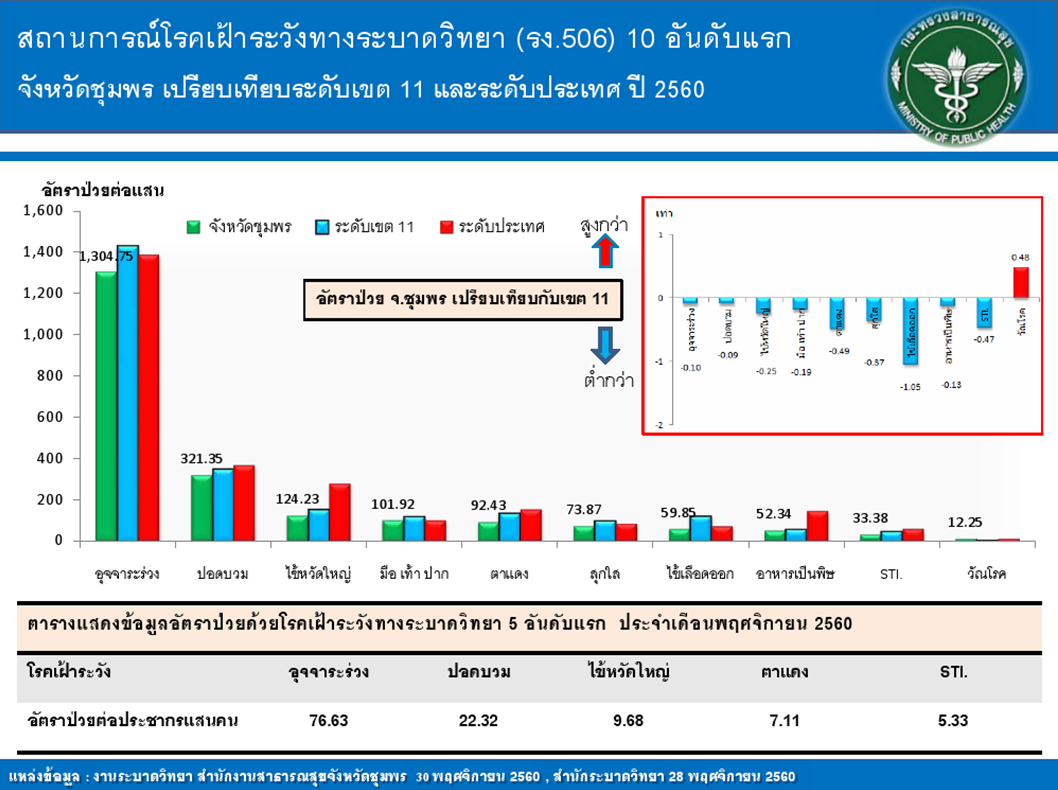 สถานการณ์โรคเฝ้าระวังทางระบาดวิทยา (รง.506) 10 อันดับแรก
จังหวัดชุมพร เปรียบเทียบระดับเขต 11 และระดับประเทศ ปี 2560
กระทรวงสาธารณสุข
MINISTRY OF PUBLIC HEALTH
อัตราป่วยต่อแสน
จังหวัดชุมพร ระดับเขต 11 ระดับประเทศ
สูงกว่า
อัตราป่วย จ.ชุมพร เปรียบเทียบกับเขต 11
ต่ำกว่า
1,600
1,400
1,200
1,000
800
600
400
200
0
1,304.75
321.35
124.23
101.92
92.43
73.87
59.85
52.34
33.38
12.25
อุจจาระร่วง ปอดบวม ไข้หวัดใหญ่ มือ เท้า ปาก ตาแดง สุกใส ไข้เลือดออก อาหารเป็นพิษ STI. วัณโรค
เท่า
1
0
-1
-2
อุจจาระร่วง ปอดบวม ไข้หวัดใหญ่ มือ เท้า ปาก ตาแดง สุกใส ไข้เลือดออก อาหารเป็นพิษ STI. วัณโรค
-0.10
-0.09
-0.25
-0.19
-0.49
-0.37
-1.05
-0.13
-0.47
0.48
ตารางแสดงข้อมูลอัตราป่วยด้วยโรคเฝ้าระวังทางระบาดวิทยา 5 อันดับแรก ประจำเดือนพฤศจิกายน 2560
โรคเฝ้าระวัง อุจจาระร่วง ปอดบวม ไข้หวัดใหญ่ ตาแดง STI.
อัตราป่วยต่อประชากรแสนคน 76.63 22.32 9.68 7.11 5.33
แหล่งข้อมูล : งานระบาดวิทยา สำนักงานสาธารณสุขจังหวัดชุมพร 30 พฤศจิกายน 2560 , สำนักระบาดวิทยา 28 พฤศจิกายน 2560